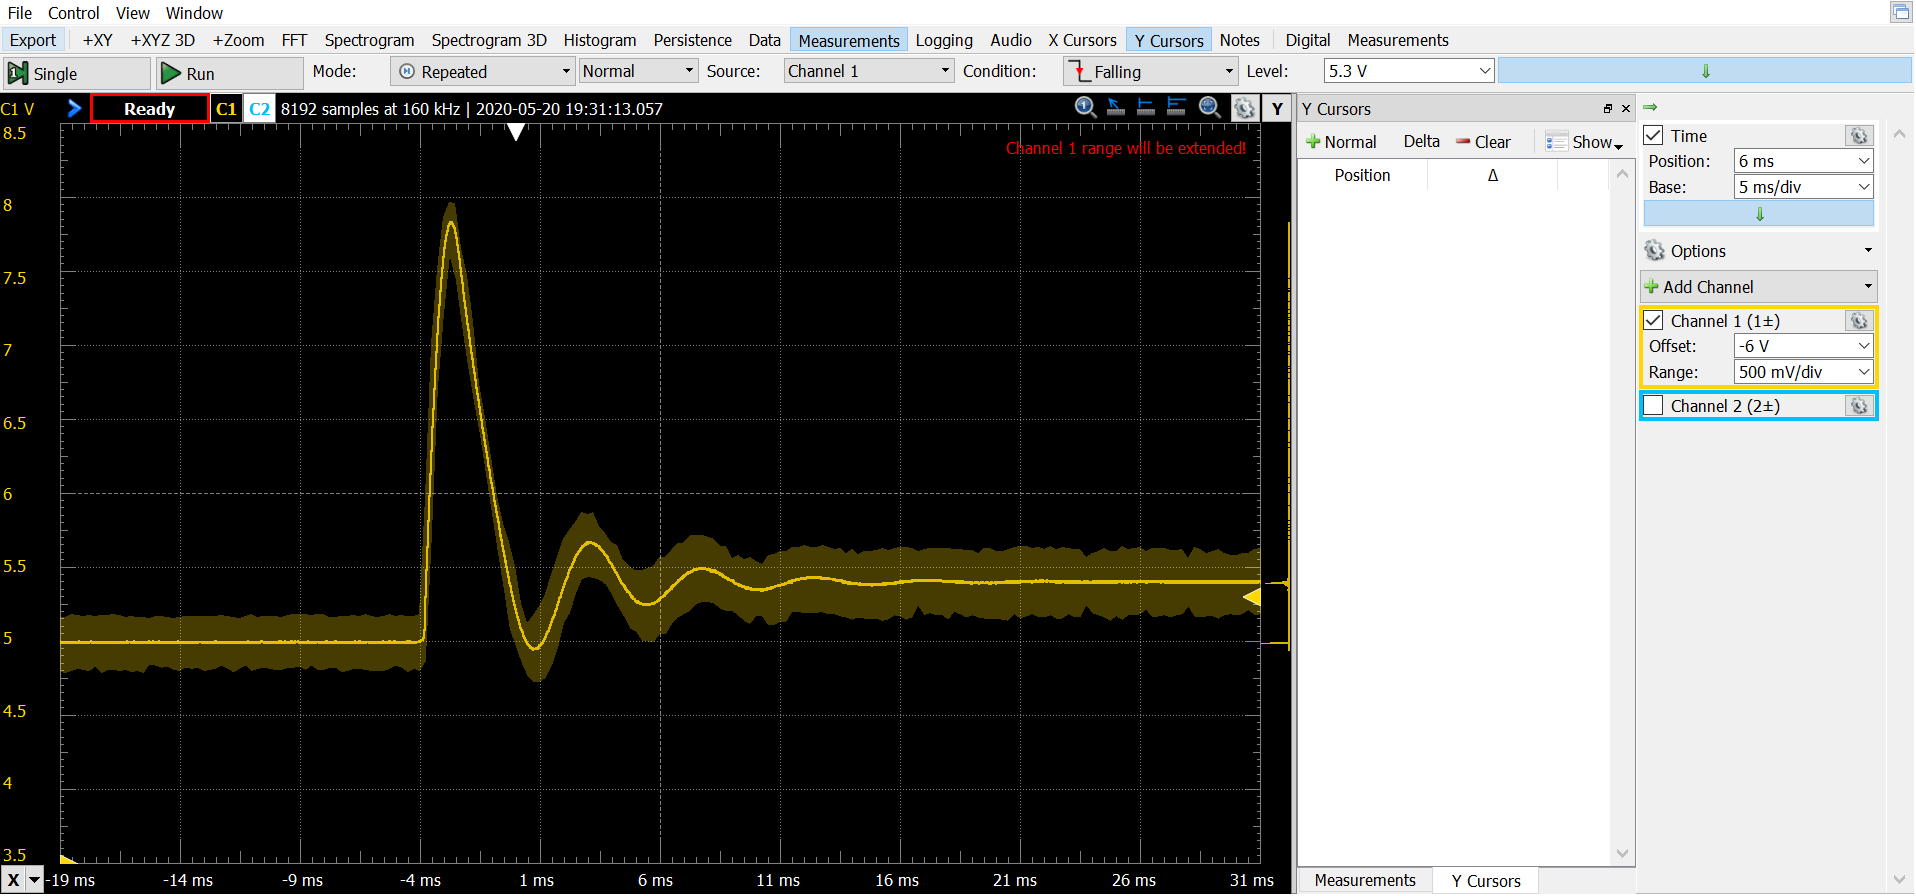 File Control View Window
Export +XY +XYZ 3D +Zoom FFT Spectrogram Spectrogram 3D Histogram Persistence Data Measurements Logging Audio X Cursors Y Cursors Notes Digital Measurements
1 Single Run Mode: Repeated Normal Source: Channel 1 Condition: Falling Level: 5.3 V
C1 V Ready C1 C2 8192 samples at 160 kHz | 2020-05-20 19:31:13.057 1 Y
Channel 1 range will be extended!
8.5
8
7.5
7
6.5
6
5.5
5
4.5
4
3.5
X -19 ms -14 ms -9 ms -4 ms 1 ms 6 ms 11 ms 16 ms 21 ms 26 ms 31 ms
Y Cursors
Normal Delta Clear Show
Position Δ
Measurements Y Cursors
Time
Position: 6 ms
Base: 5 ms/div
Options
Add Channel
Channel 1 (1±)
Offset: -6 V
Range: 500 mV/div
Channel 2 (2±)